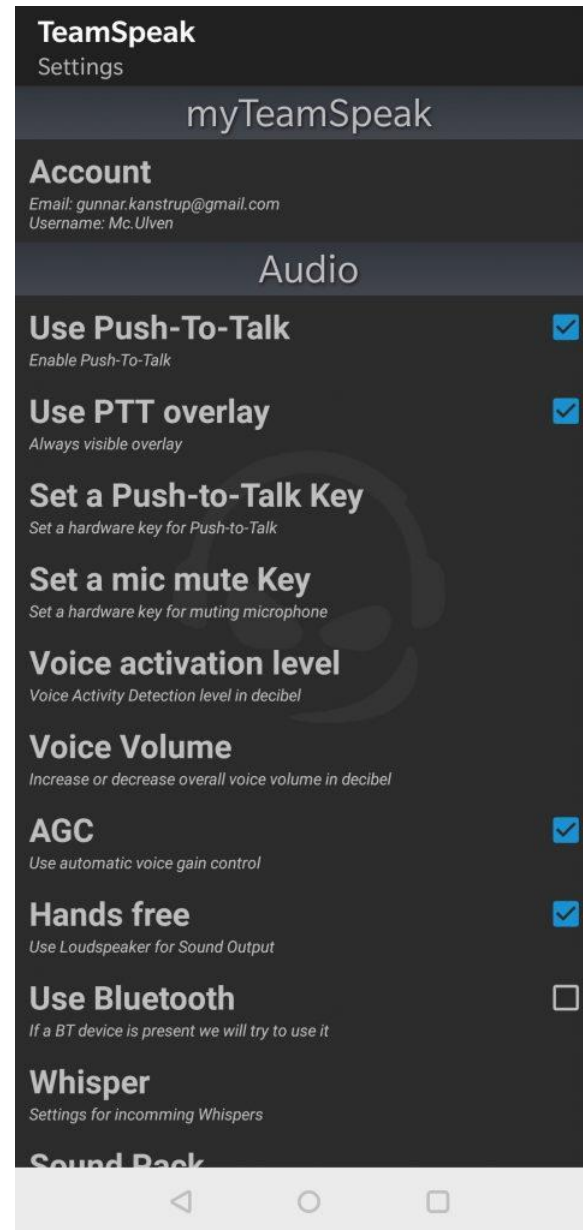 TeamSpeak
Settings
myTeamSpeak
Account
Email: gunnar.kanstrup@gmail.com
Username: Mc.Ulven
Audio
Use Push-To-Talk
Enable Push-To-Talk
Use PTT overlay
Always visible overlay
Set a Push-to-Talk Key
Set a hardware key for Push-to-Talk
Set a mic mute Key
Set a hardware key for muting microphone
Voice activation level
Voice Activity Detection level in decibel
Voice Volume
Increase or decrease overall voice volume in decibel
AGC
Use automatic voice gain control
Hands free
Use Loudspeaker for Sound Output
Use Bluetooth
If a BT device is present we will try to use it
Whisper
Settings for incomming Whispers
Sound Pack